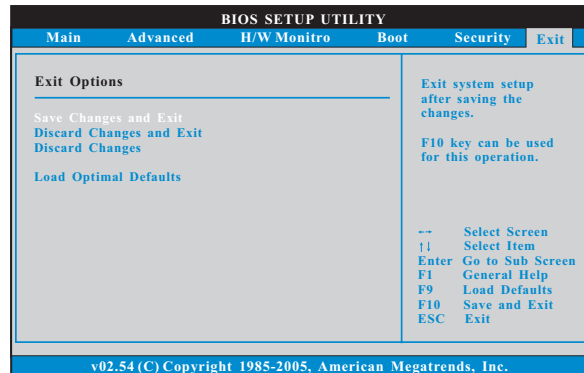 BIOS SETUP UTILITY
Main Advanced H/W Monitro Boot Security Exit
Exit Options
Save Changes and Exit
Discard Changes and Exit
Discard Changes
Load Optimal Defaults
Exit system setup
after saving the
changes.
F10 key can be used
for this operation.
←→ Select Screen
↑↓ Select Item
Enter Go to Sub Screen
F1 General Help
F9 Load Defaults
F10 Save and Exit
ESC Exit
v02.54 (C) Copyright 1985-2005, American Megatrends, Inc.